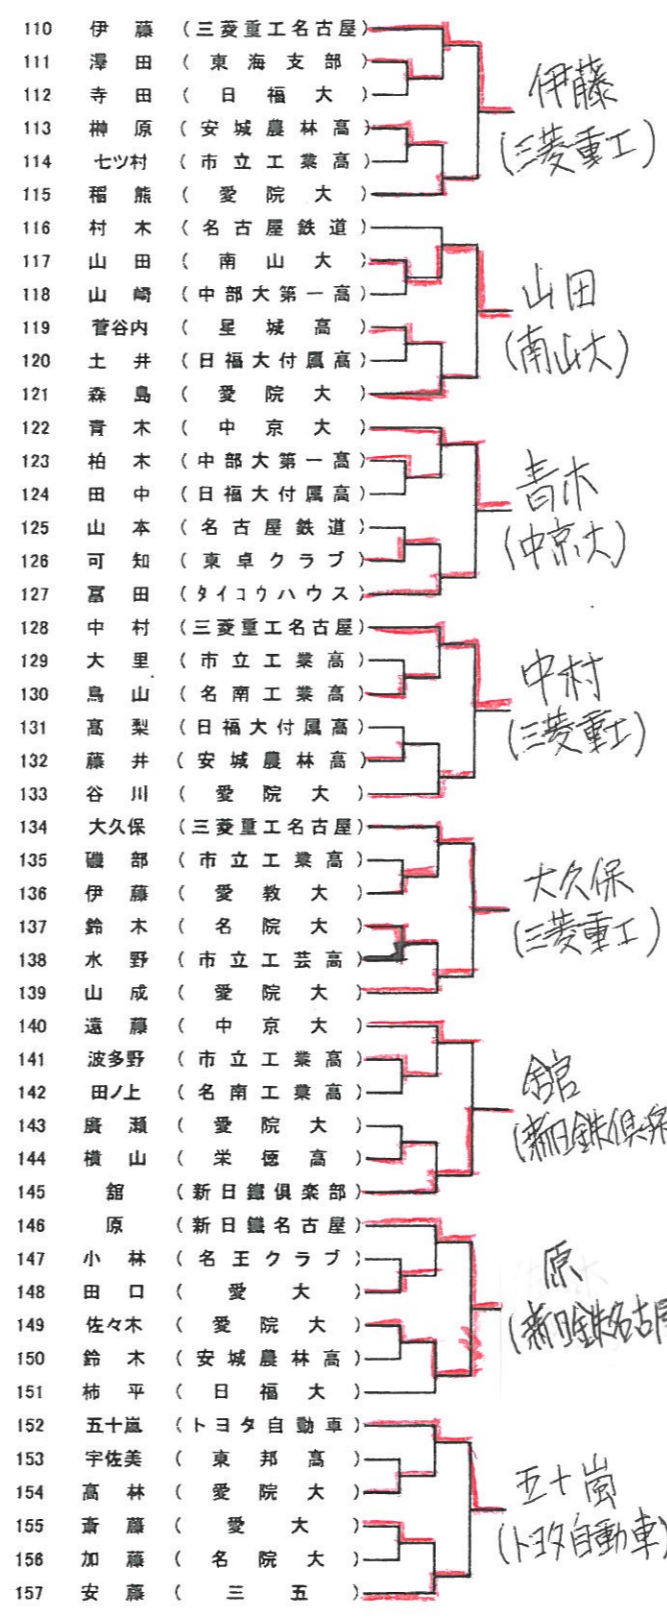 110 伊藤 (三菱重工名古屋)
111 澤田 (東海支部)
112 寺田 (日福大)
113 榊原 (安城農林高)
114 七ツ村 (市立工業高)
115 稲熊 (愛院大)
伊藤
(三菱重工)
116 村木 (名古屋鉄道)
117 山田 (南山大)
118 山崎 (中部大第一高)
119 菅谷内 (星城高)
120 土井 (日福大付属高)
121 森島 (愛院大)
山田
(南山大)
122 青木 (中京大)
123 柏木 (中部大第一高)
124 田中 (日福大付属高)
125 山本 (名古屋鉄道)
126 可知 (東卓クラブ)
127 冨田 (タイコウハウス)
青木
(中京大)
128 中村 (三菱重工名古屋)
129 大里 (市立工業高)
130 鳥山 (名南工業高)
131 髙梨 (日福大付属高)
132 藤井 (安城農林高)
133 谷川 (愛院大)
中村
(三菱重工)
134 大久保 (三菱重工名古屋)
135 磯部 (市立工業高)
136 伊藤 (愛教大)
137 鈴木 (名院大)
138 水野 (市立工芸高)
139 山成 (愛院大)
大久保
(三菱重工)
140 遠藤 (中京大)
141 波多野 (市立工業高)
142 田ノ上 (名南工業高)
143 廣瀬 (愛院大)
144 横山 (栄徳高)
145 舘 (新日鐵倶楽部)
舘
(新日鉄倶楽
146 原 (新日鐵名古屋)
147 小林 (名王クラブ)
148 田口 (愛大)
149 佐々木 (愛院大)
150 鈴木 (安城農林高)
151 柿平 (日福大)
原
(新日鉄名古屋
152 五十嵐 (トヨタ自動車)
153 宇佐美 (東邦高)
154 高林 (愛院大)
155 斎藤 (愛大)
156 加藤 (名院大)
157 安藤 (三五)
五十嵐
(トヨタ自動車)